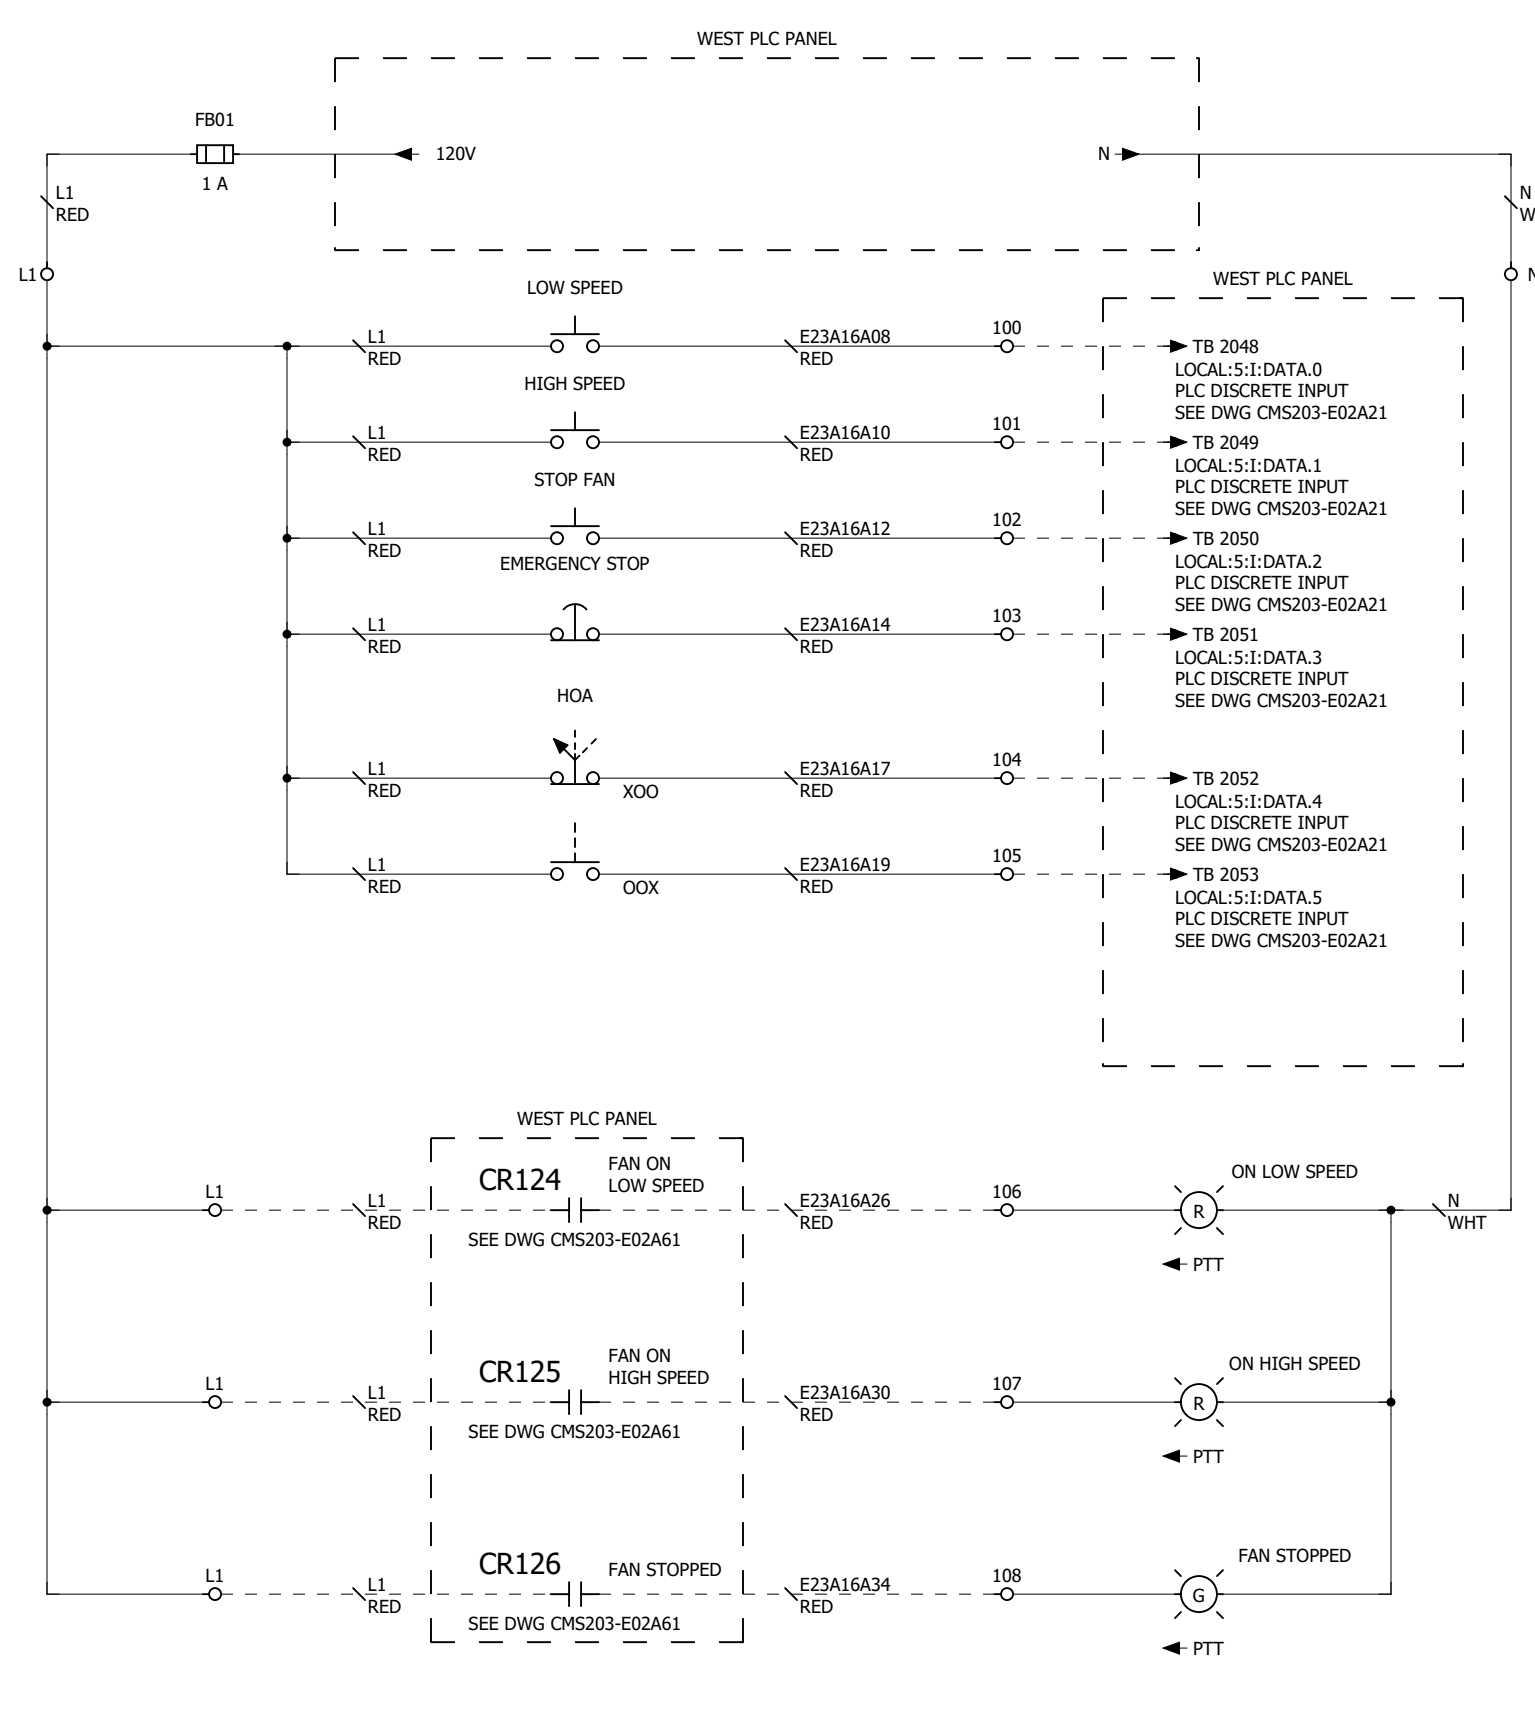 WEST PLC PANEL
FB01
120V
N
1 A
L1
RED
N
W
L1
N
WEST PLC PANEL
LOW SPEED
L1
RED
E23A16A08
RED
100
TB 2048
LOCAL:5:I:DATA.0
PLC DISCRETE INPUT
SEE DWG CMS203-E02A21
HIGH SPEED
L1
RED
E23A16A10
RED
101
TB 2049
LOCAL:5:I:DATA.1
PLC DISCRETE INPUT
SEE DWG CMS203-E02A21
STOP FAN
L1
RED
E23A16A12
RED
102
TB 2050
LOCAL:5:I:DATA.2
PLC DISCRETE INPUT
SEE DWG CMS203-E02A21
EMERGENCY STOP
L1
RED
E23A16A14
RED
103
TB 2051
LOCAL:5:I:DATA.3
PLC DISCRETE INPUT
SEE DWG CMS203-E02A21
HOA
L1
RED
XOO
E23A16A17
RED
104
TB 2052
LOCAL:5:I:DATA.4
PLC DISCRETE INPUT
SEE DWG CMS203-E02A21
L1
RED
OOX
E23A16A19
RED
105
TB 2053
LOCAL:5:I:DATA.5
PLC DISCRETE INPUT
SEE DWG CMS203-E02A21
WEST PLC PANEL
L1
L1
RED
CR124
FAN ON
LOW SPEED
SEE DWG CMS203-E02A61
E23A16A26
RED
106
ON LOW SPEED
R
PTT
N
WHT
L1
L1
RED
CR125
FAN ON
HIGH SPEED
SEE DWG CMS203-E02A61
E23A16A30
RED
107
ON HIGH SPEED
R
PTT
L1
L1
RED
CR126
FAN STOPPED
SEE DWG CMS203-E02A61
E23A16A34
RED
108
FAN STOPPED
G
PTT